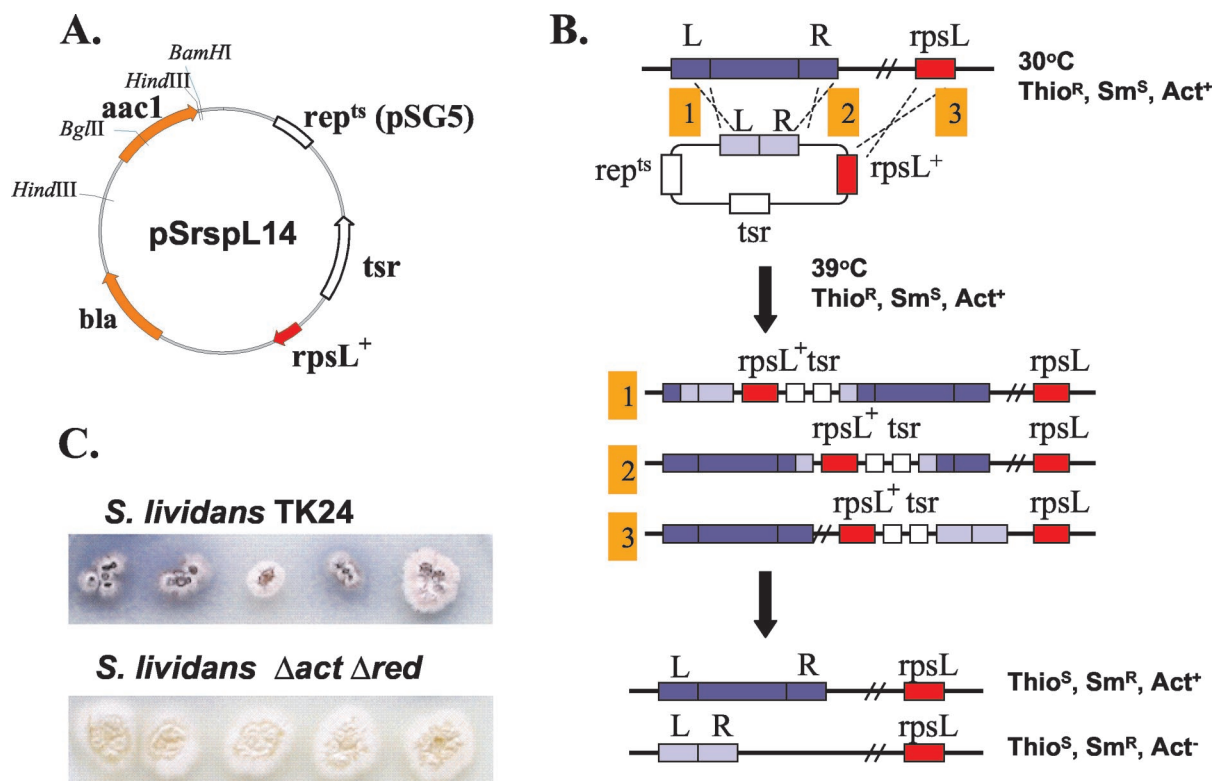 A.
BamHI
HindIII
aac1
BglII
HindIII
rep^ts (pSG5)
pSrspL14
tsr
bla
rpsL^+
B.
L R rpsL
30°C
Thio^R, Sm^S, Act^+
1 2 3
L R
rep^ts
rpsL^+
tsr
39°C
Thio^R, Sm^S, Act^+
rpsL^+ tsr rpsL
1
rpsL^+ tsr rpsL
2
rpsL^+ tsr rpsL
3
L R rpsL
Thio^S, Sm^R, Act^+
L R rpsL
Thio^S, Sm^R, Act^-
C.
S. lividans TK24
S. lividans Δact Δred